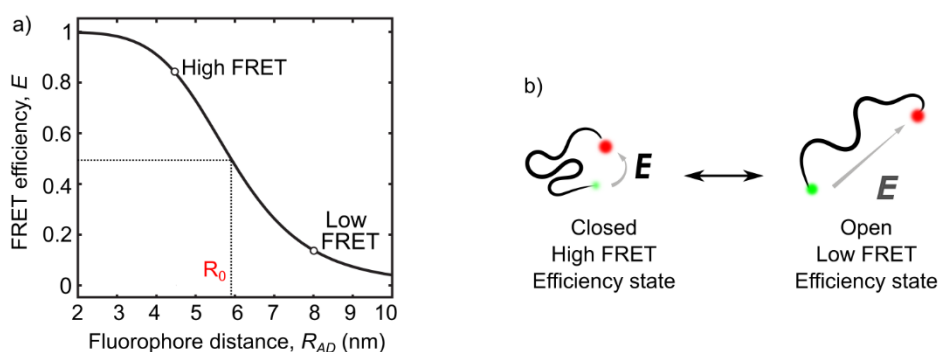 a)
FRET efficiency, E
1
0.8
0.6
0.4
0.2
0
High FRET
Low
FRET
R0
2 3 4 5 6 7 8 9 10
Fluorophore distance, RAD (nm)
b)
E
Closed
High FRET
Efficiency state
E
Open
Low FRET
Efficiency state